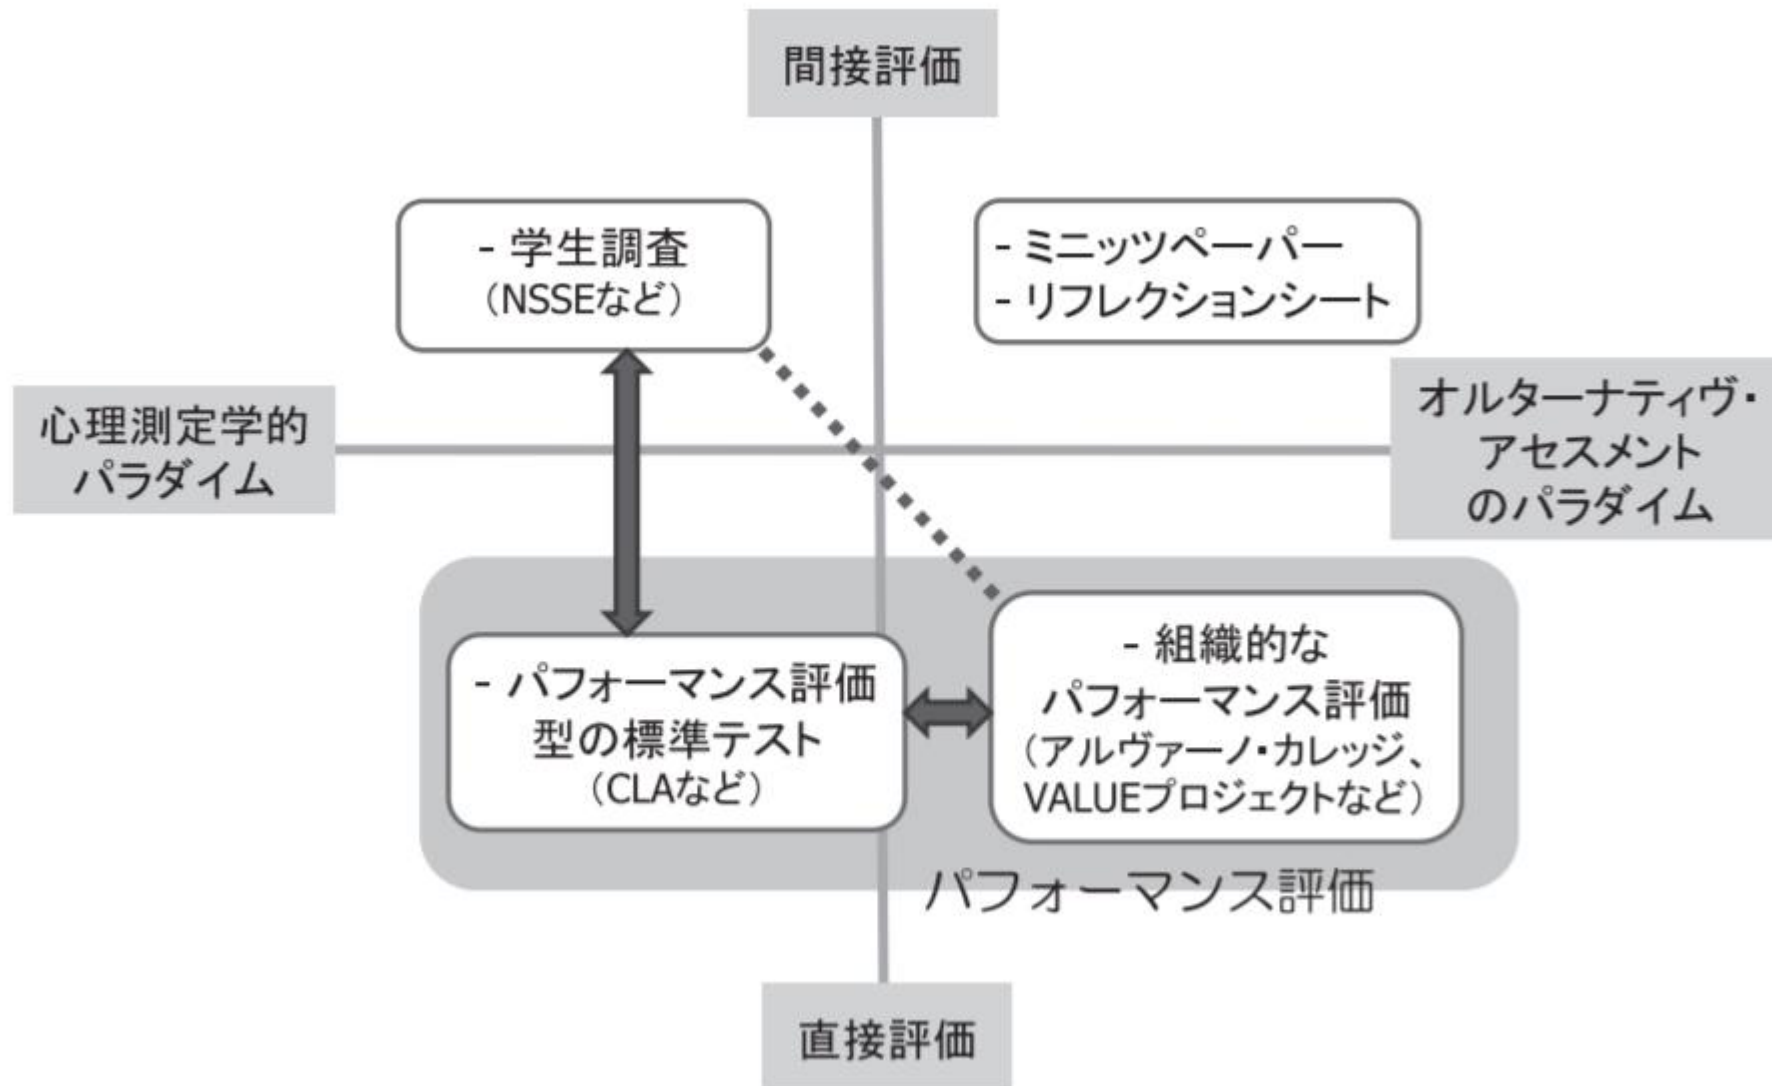 間接評価
- 学生調査
（NSSEなど）
- ミニッツペーパー
- リフレクションシート
心理測定学的
パラダイム
オルターナティヴ・
アセスメント
のパラダイム
- パフォーマンス評価
型の標準テスト
（CLAなど）
- 組織的な
パフォーマンス評価
（アルヴァーノ・カレッジ、
VALUEプロジェクトなど）
パフォーマンス評価
直接評価